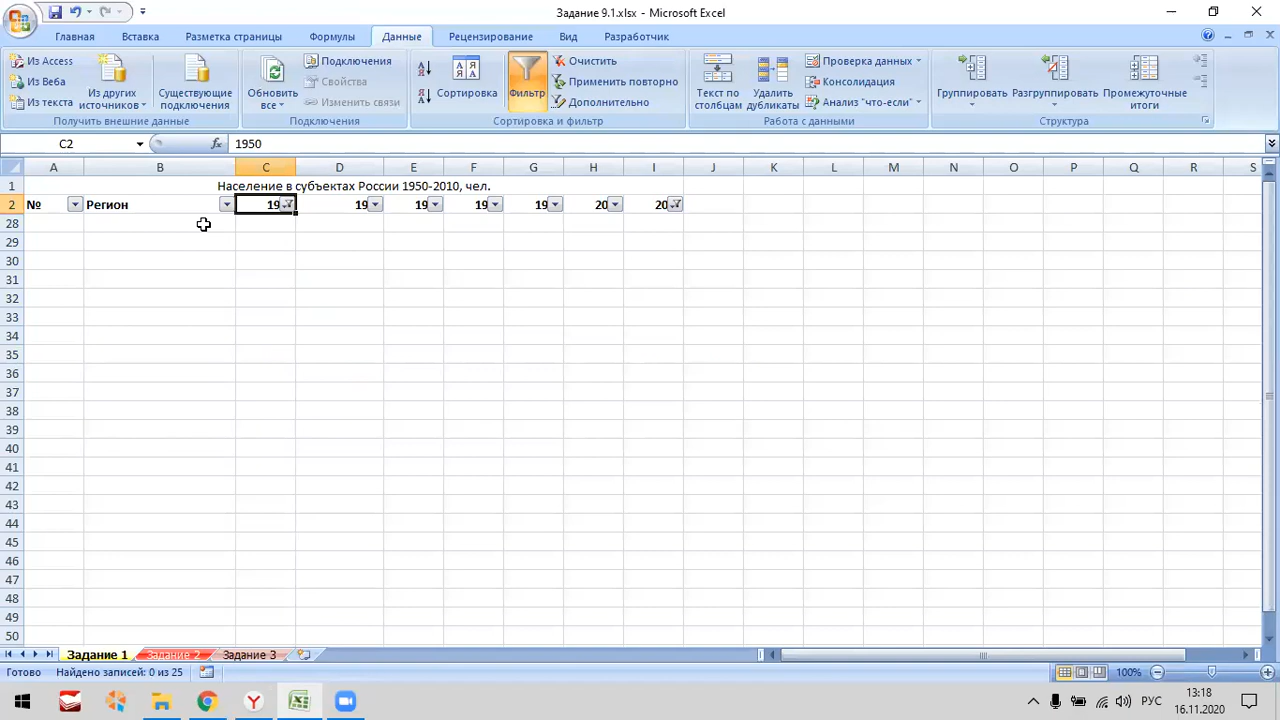 Задание 9.1.xlsx - Microsoft Excel
Главная Вставка Разметка страницы Формулы Данные Рецензирование Вид Разработчик
Из Access
Из Веба
Из текста
Из других источников
Существующие подключения
Получить внешние данные
Обновить все
Подключения
Свойства
Изменить связи
Подключения
А Я
Я А
Сортировка
Фильтр
Очистить
Применить повторно
Дополнительно
Сортировка и фильтр
Текст по столбцам
Удалить дубликаты
Проверка данных
Консолидация
Анализ "что-если"
Работа с данными
Группировать
Разгруппировать
Промежуточные итоги
Структура
C2 fx 1950
A B C D E F G H I J K L M N O P Q R S
1 Население в субъектах России 1950-2010, чел.
2 № Регион 19 19 19 19 19 20 20
28
29
30
31
32
33
34
35
36
37
38
39
40
41
42
43
44
45
46
47
48
49
50
Задание 1 Задание 2 Задание 3
Готово Найдено записей: 0 из 25 100%
РУС 13:18
16.11.2020